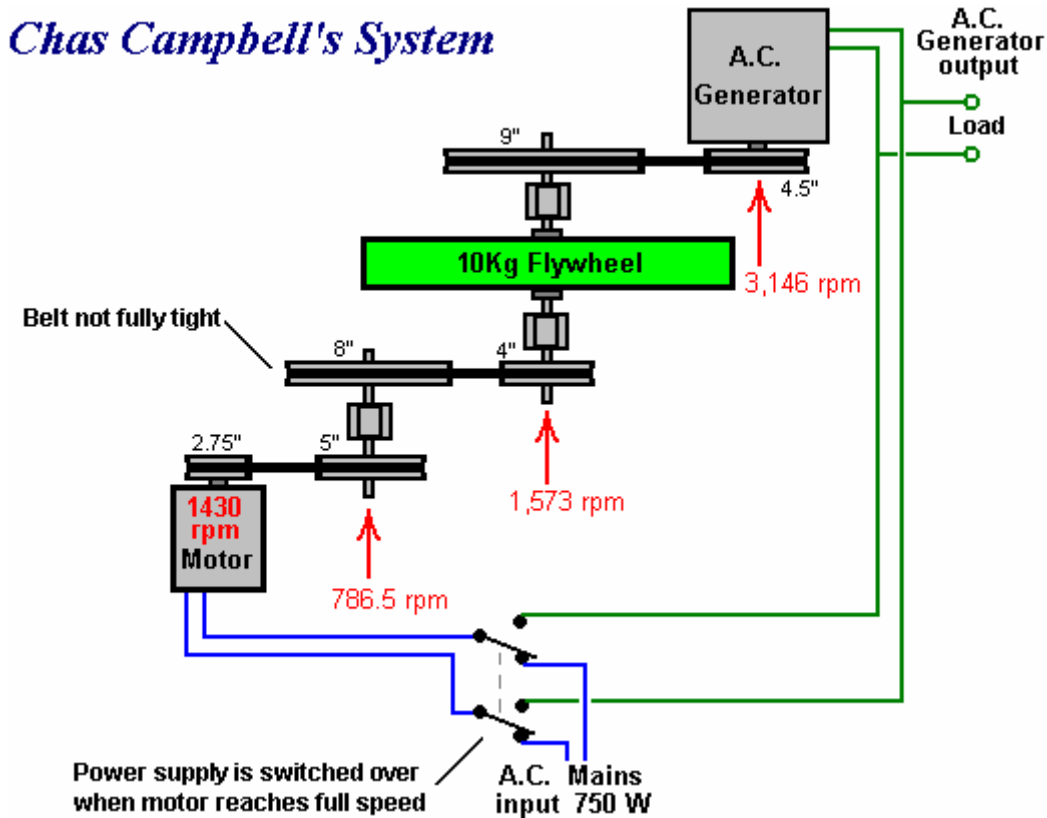 Chas Campbell's System
A.C.
Generator
output
A.C.
Generator
Load
9"
4.5"
10Kg Flywheel
3,146 rpm
Belt not fully tight
8"
4"
2.75"
5"
1430
rpm
Motor
1,573 rpm
786.5 rpm
Power supply is switched over
when motor reaches full speed
A.C. Mains
input 750 W